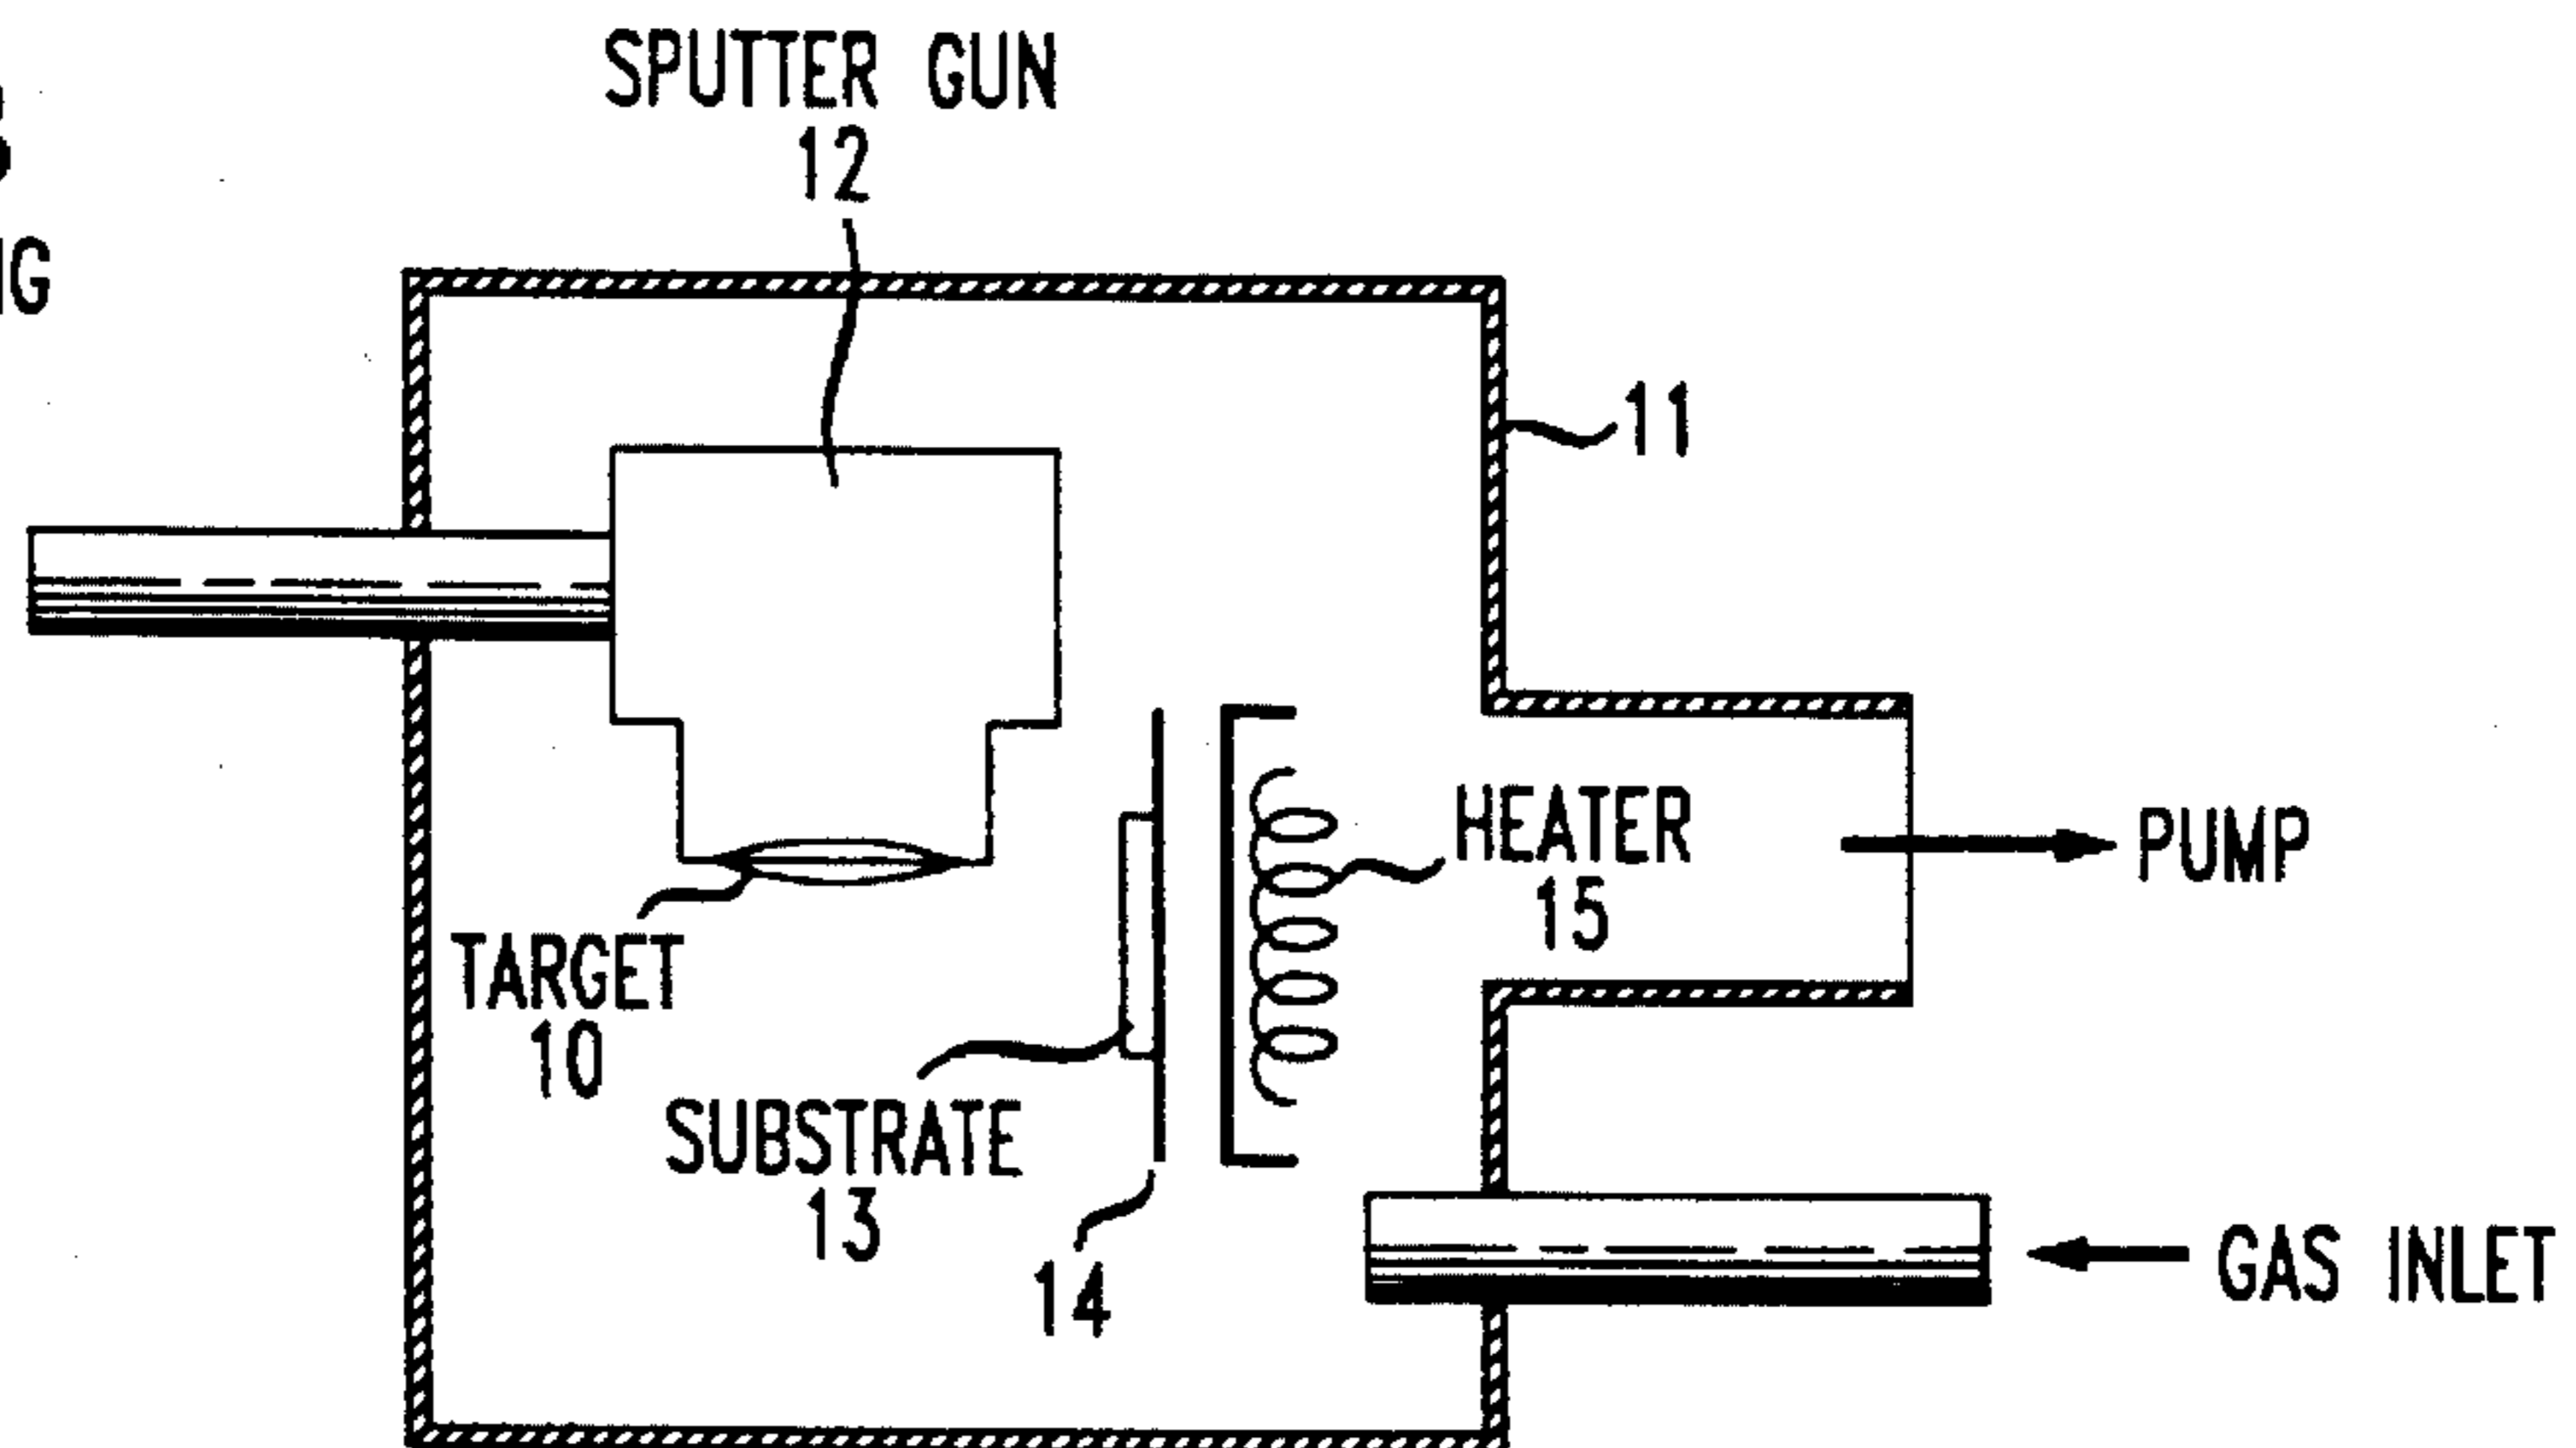 SPUTTER GUN
12
11
HEATER
15
PUMP
TARGET
10
SUBSTRATE
13
14
GAS INLET